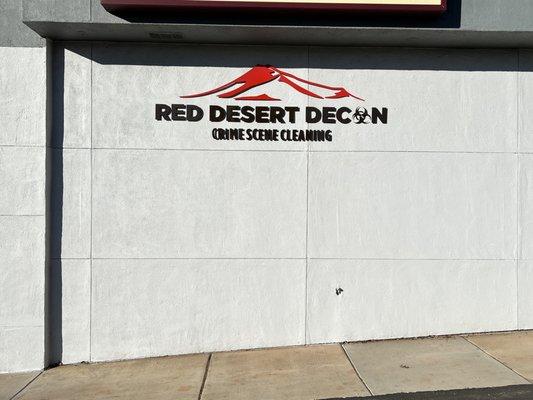 RED DESERT DECON
CRIME SCENE CLEANING